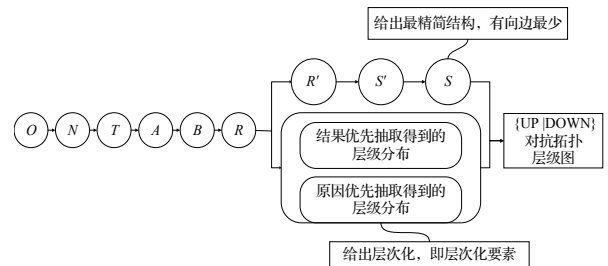 给出最精简结构，有向边最少
R′
S′
S
O
N
T
A
B
R
结果优先抽取得到的
层级分布
原因优先抽取得到的
层级分布
{UP |DOWN}
对抗拓扑
层级图
给出层次化，即层次化要素